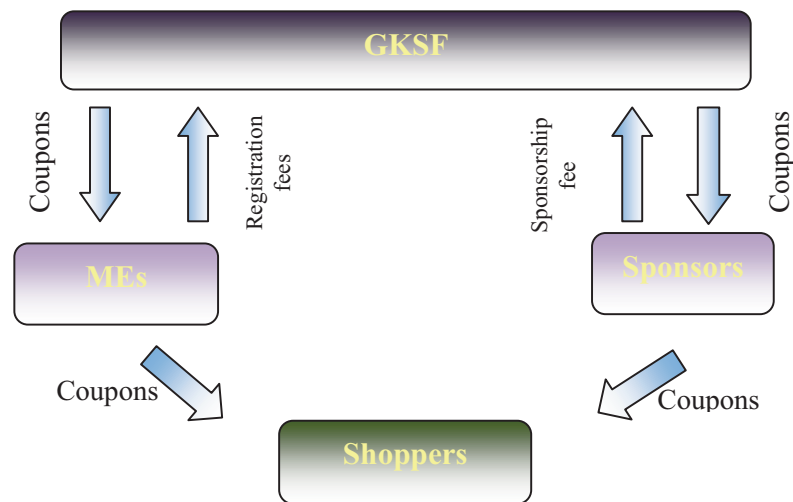 GKSF
Coupons
Registration
fees
Sponsorship
fee
Coupons
MEs
Sponsors
Coupons
Coupons
Shoppers